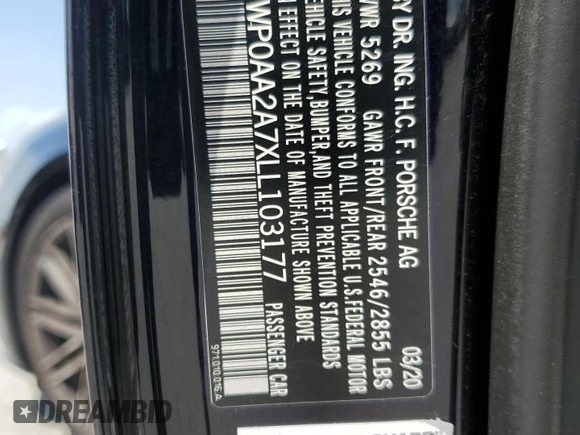 BY DR. ING. H.C. F. PORSCHE AG
03/20
GVWR 5269 GAWR FRONT/REAR 2546/2855 LBS
THIS VEHICLE CONFORMS TO ALL APPLICABLE U.S. FEDERAL MOTOR
VEHICLE SAFETY, BUMPER, AND THEFT PREVENTION STANDARDS
IN EFFECT ON THE DATE OF MANUFACTURE SHOWN ABOVE
WP0AA2A7XLL103177
PASSENGER CAR
971.010.016.A
DREAMBID